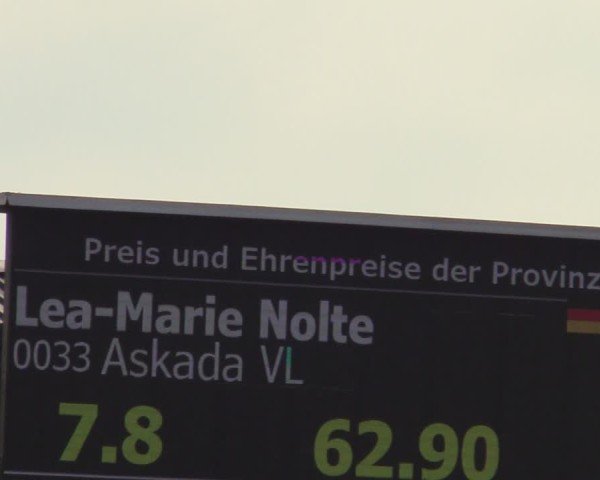 Preis und Ehrenpreise der Provinz
Lea-Marie Nolte
0033 Askada VL
7.8 62.90